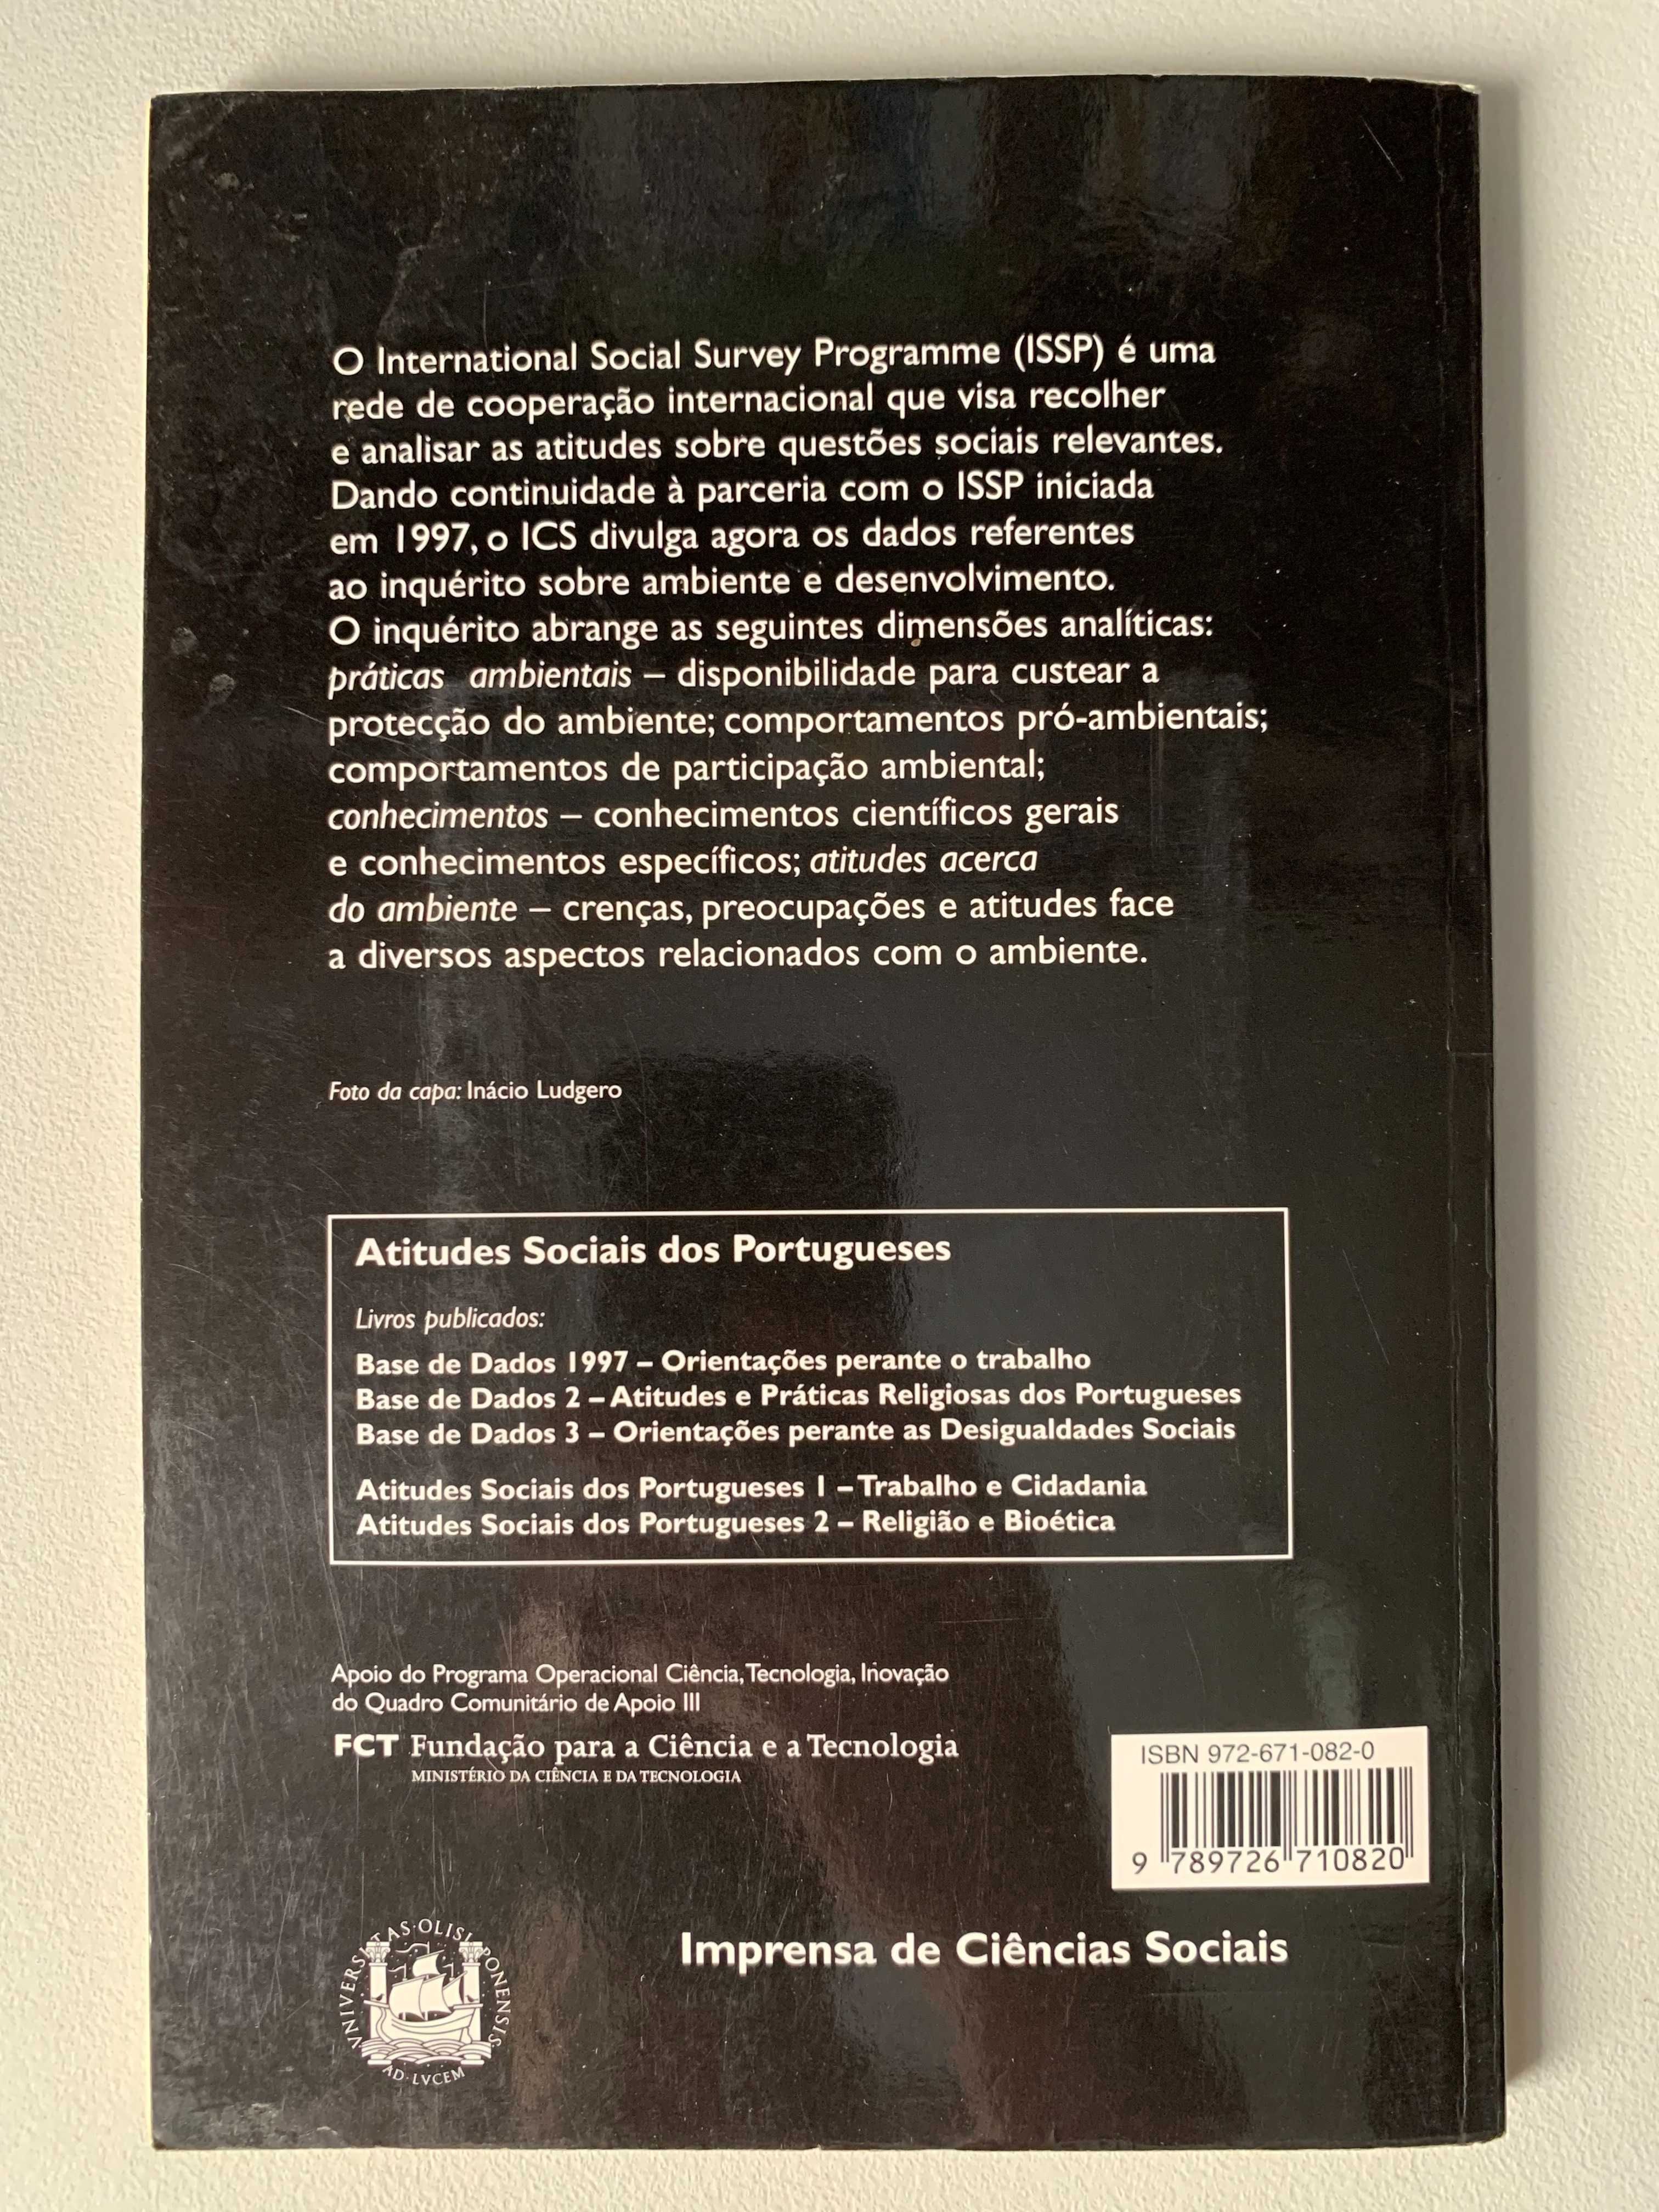 O International Social Survey Programme (ISSP) é uma
rede de cooperação internacional que visa recolher
e analisar as atitudes sobre questões sociais relevantes.
Dando continuidade à parceria com o ISSP iniciada
em 1997, o ICS divulga agora os dados referentes
ao inquérito sobre ambiente e desenvolvimento.
O inquérito abrange as seguintes dimensões analíticas:
práticas ambientais – disponibilidade para custear a
protecção do ambiente; comportamentos pró-ambientais;
comportamentos de participação ambiental;
conhecimentos – conhecimentos científicos gerais
e conhecimentos específicos; atitudes acerca
do ambiente – crenças, preocupações e atitudes face
a diversos aspectos relacionados com o ambiente.
Foto da capa: Inácio Ludgero
Atitudes Sociais dos Portugueses
Livros publicados:
Base de Dados 1997 – Orientações perante o trabalho
Base de Dados 2 – Atitudes e Práticas Religiosas dos Portugueses
Base de Dados 3 – Orientações perante as Desigualdades Sociais
Atitudes Sociais dos Portugueses 1 – Trabalho e Cidadania
Atitudes Sociais dos Portugueses 2 – Religião e Bioética
Apoio do Programa Operacional Ciência, Tecnologia, Inovação
do Quadro Comunitário de Apoio III
FCT Fundação para a Ciência e a Tecnologia
MINISTÉRIO DA CIÊNCIA E DA TECNOLOGIA
ISBN 972-671-082-0
9 789726 710820
VNIVERSITAS·OLISIPONENSIS
AD·LVCEM
Imprensa de Ciências Sociais